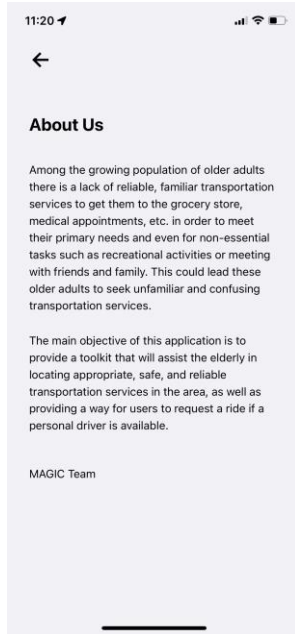 11:20
About Us
Among the growing population of older adults
there is a lack of reliable, familiar transportation
services to get them to the grocery store,
medical appointments, etc. in order to meet
their primary needs and even for non-essential
tasks such as recreational activities or meeting
with friends and family. This could lead these
older adults to seek unfamiliar and confusing
transportation services.
The main objective of this application is to
provide a toolkit that will assist the elderly in
locating appropriate, safe, and reliable
transportation services in the area, as well as
providing a way for users to request a ride if a
personal driver is available.
MAGIC Team